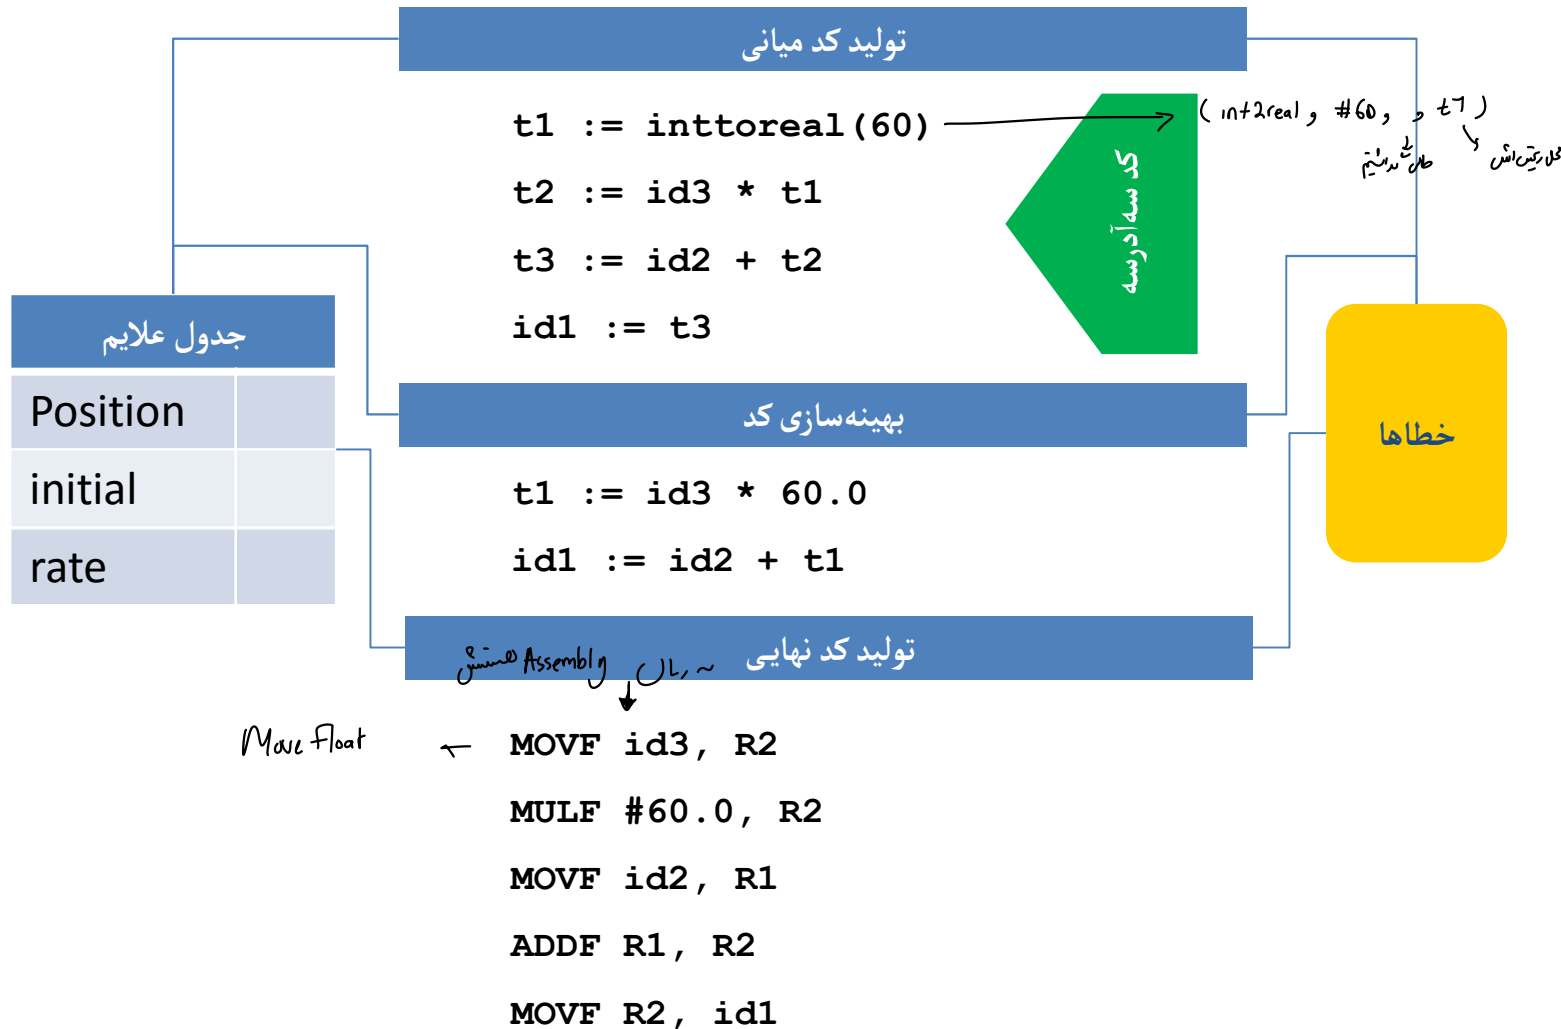 تولید کد میانی
t1 := inttoreal(60)
(int2real, #60, , t1)
t2 := id3 * t1
t3 := id2 + t2
id1 := t3
کد سه‌آدرسه
جدول علایم
Position
initial
rate
بهینه‌سازی کد
خطاها
t1 := id3 * 60.0
id1 := id2 + t1
تولید کد نهایی
Assembly
Move Float
MOVF id3, R2
MULF #60.0, R2
MOVF id2, R1
ADDF R1, R2
MOVF R2, id1